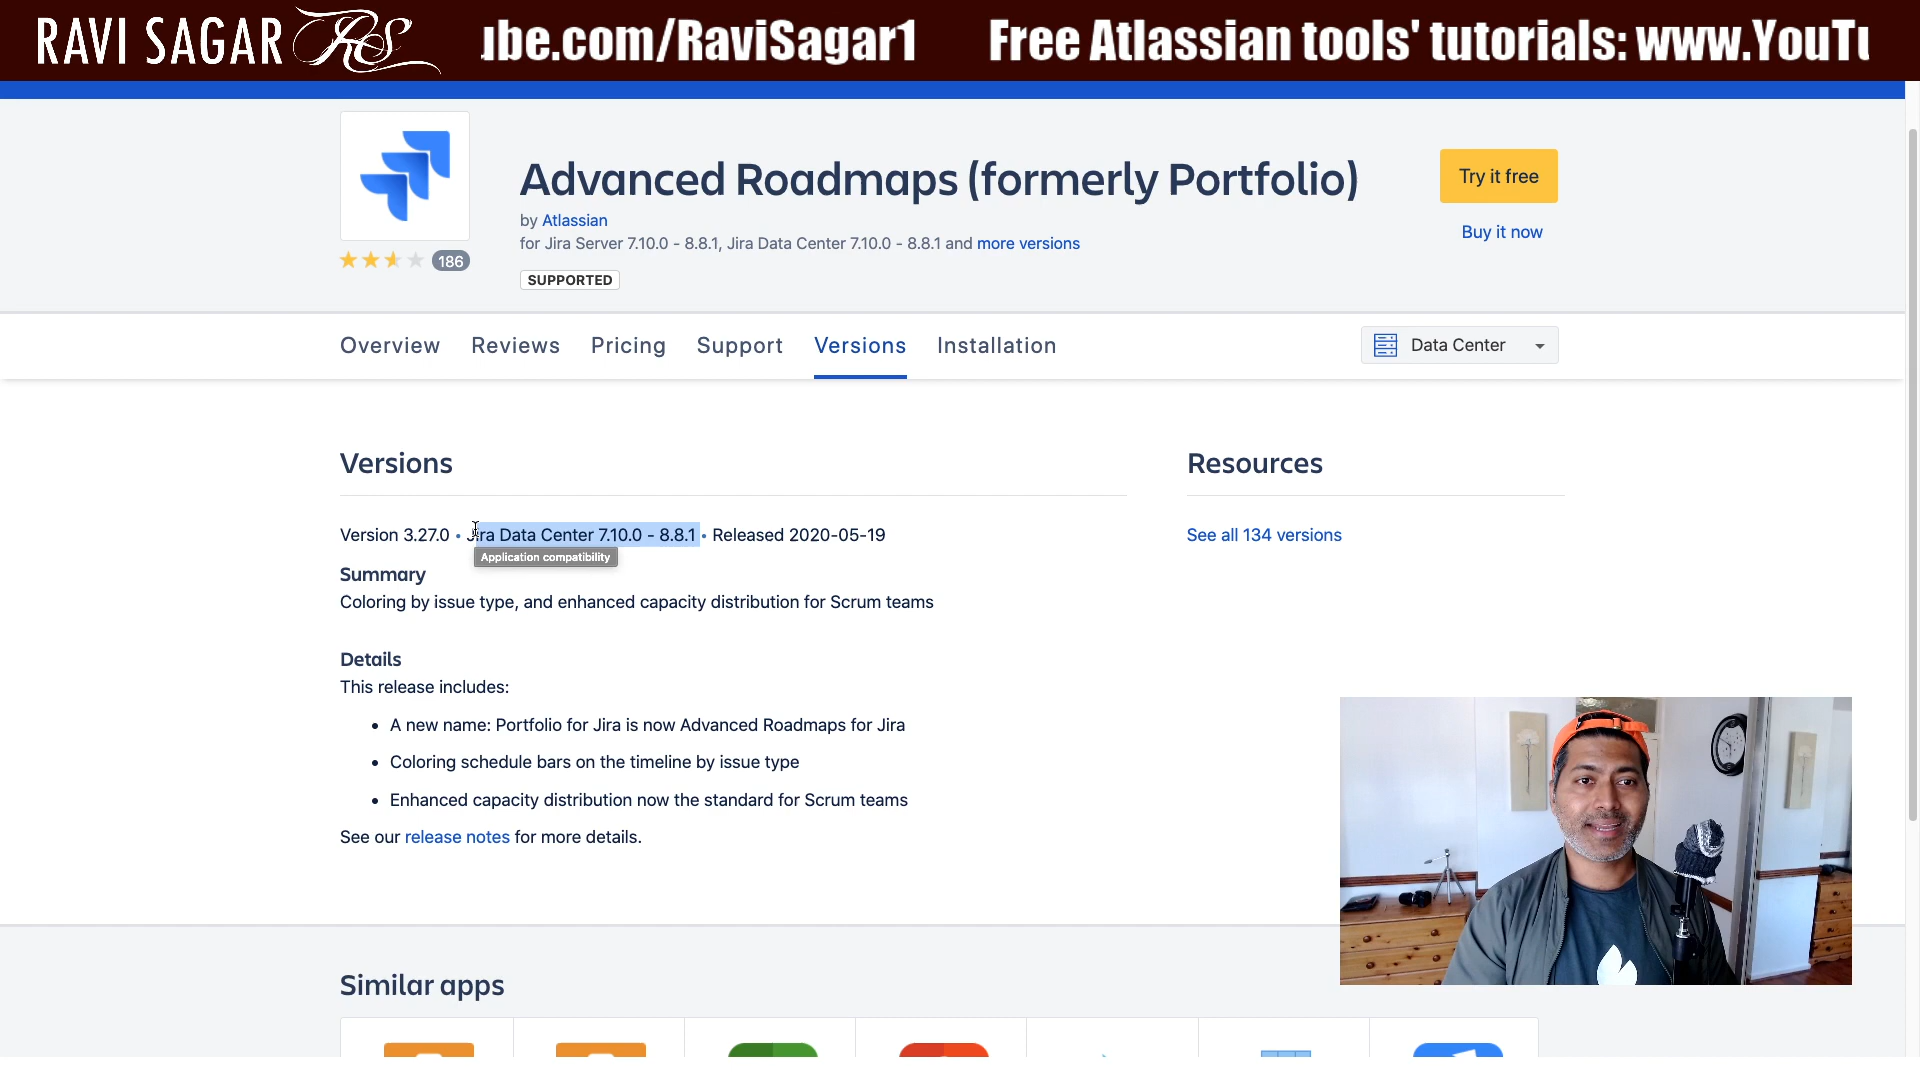 RAVI SAGAR RS
ube.com/RaviSagar1 Free Atlassian tools' tutorials: www.YouTu
Advanced Roadmaps (formerly Portfolio)
by Atlassian
for Jira Server 7.10.0 - 8.8.1, Jira Data Center 7.10.0 - 8.8.1 and more versions
186
SUPPORTED
Try it free
Buy it now
Overview Reviews Pricing Support Versions Installation
Data Center
Versions
Version 3.27.0 • Jira Data Center 7.10.0 - 8.8.1 • Released 2020-05-19
Application compatibility
Summary
Coloring by issue type, and enhanced capacity distribution for Scrum teams
Details
This release includes:
• A new name: Portfolio for Jira is now Advanced Roadmaps for Jira
• Coloring schedule bars on the timeline by issue type
• Enhanced capacity distribution now the standard for Scrum teams
See our release notes for more details.
Resources
See all 134 versions
Similar apps